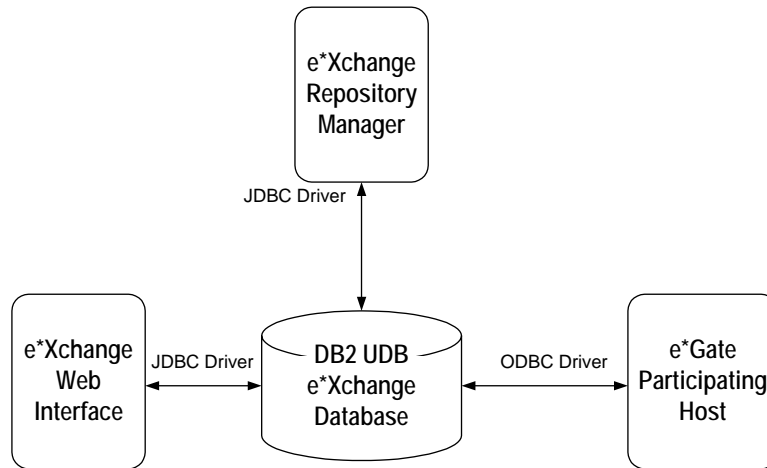 e*Xchange
Repository
Manager
JDBC Driver
e*Xchange
Web
Interface
JDBC Driver
DB2 UDB
e*Xchange
Database
ODBC Driver
e*Gate
Participating
Host